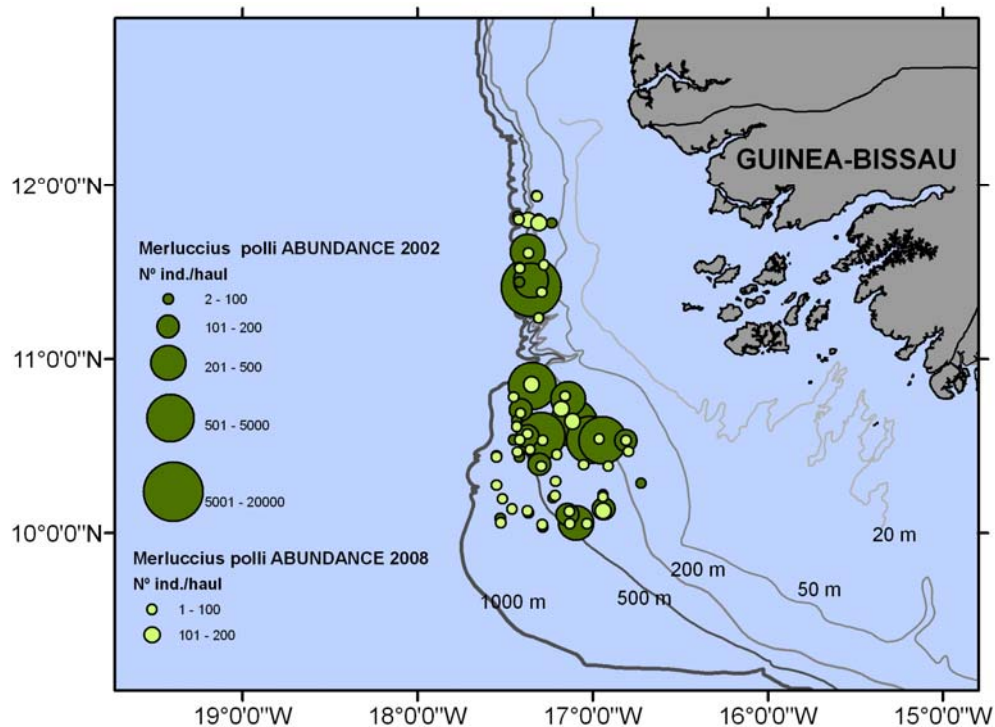 12°0'0"N
11°0'0"N
10°0'0"N
GUINEA-BISSAU
Merluccius polli ABUNDANCE 2002
Nº ind./haul
2 - 100
101 - 200
201 - 500
501 - 5000
5001 - 20000
Merluccius polli ABUNDANCE 2008
Nº ind./haul
1 - 100
101 - 200
20 m
50 m
200 m
500 m
1000 m
19°0'0"W
18°0'0"W
17°0'0"W
16°0'0"W
15°0'0"W